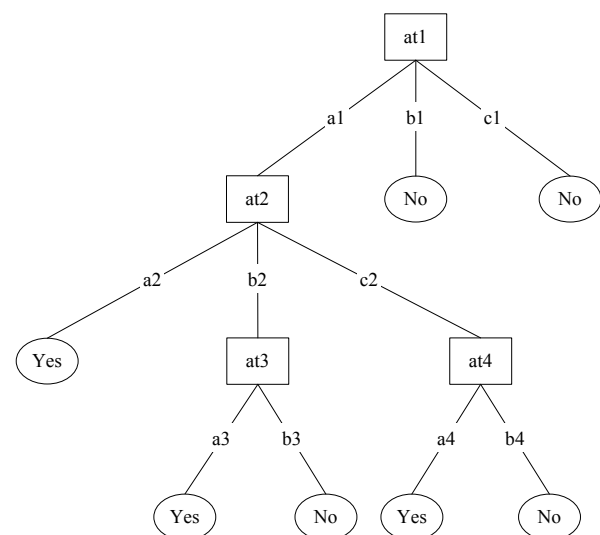 at1
a1 b1 c1
at2 No No
a2 b2 c2
Yes at3 at4
a3 b3 a4 b4
Yes No Yes No